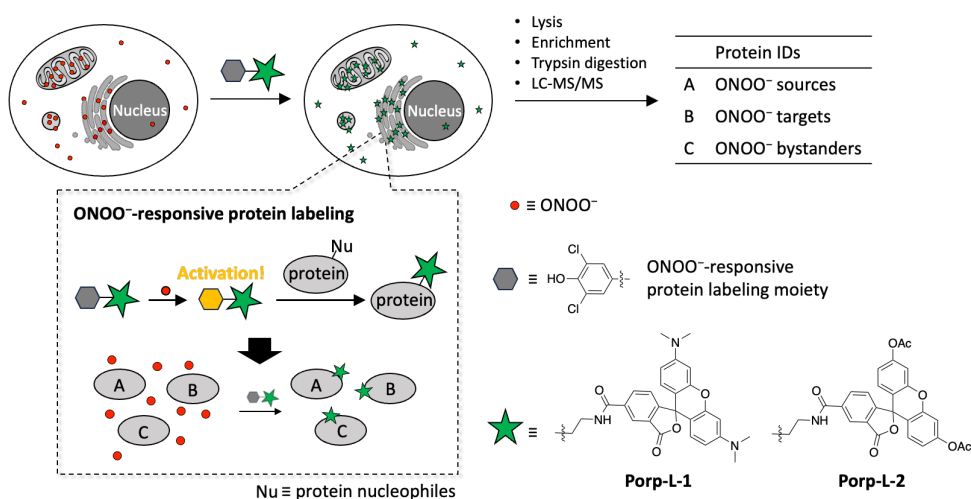 • Lysis
• Enrichment
• Trypsin digestion
• LC-MS/MS
Nucleus
Nucleus
Protein IDs
A ONOO⁻ sources
B ONOO⁻ targets
C ONOO⁻ bystanders
ONOO⁻-responsive protein labeling
Nu
Activation!
protein
protein
A
B
C
A
B
C
Nu ≡ protein nucleophiles
≡ ONOO⁻
≡
Cl
HO
Cl
ONOO⁻-responsive
protein labeling moiety
≡
N
O
O
NH
O
O
N
Porp-L-1
OAc
O
O
NH
O
O
OAc
Porp-L-2